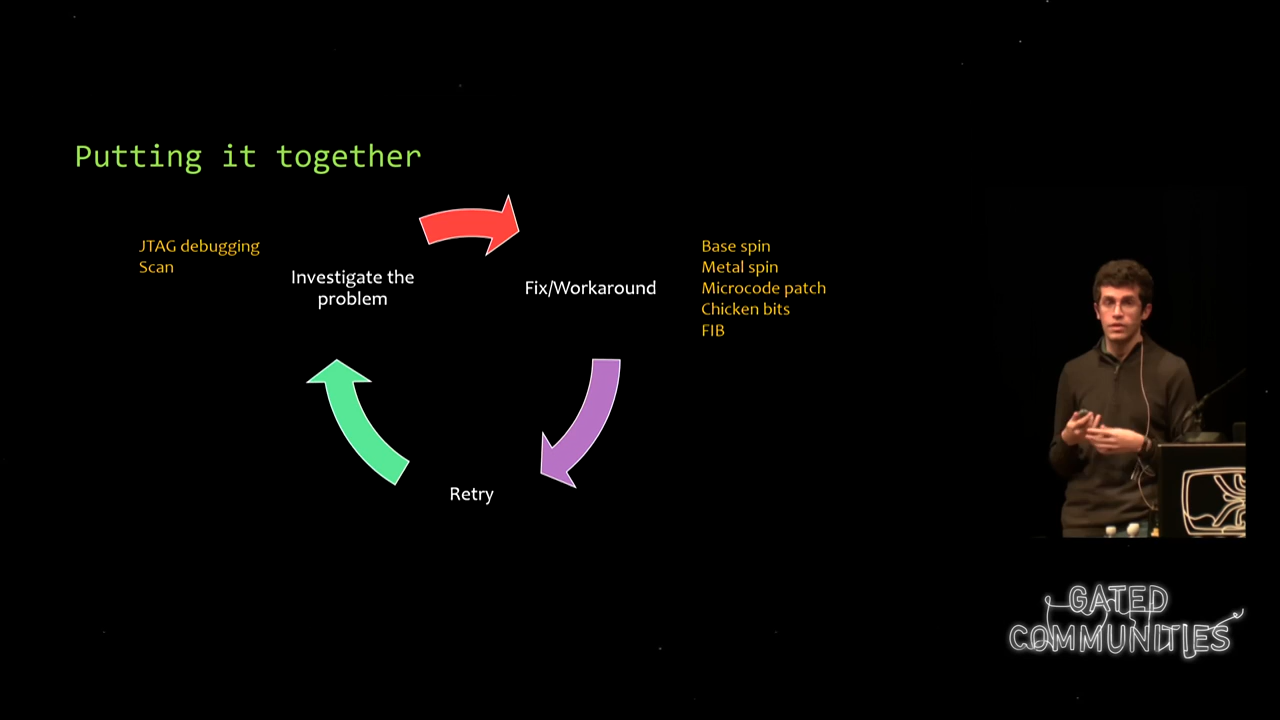 Putting it together
JTAG debugging
Scan
Investigate the
problem
Fix/Workaround
Base spin
Metal spin
Microcode patch
Chicken bits
FIB
Retry
GATED
COMMUNITIES